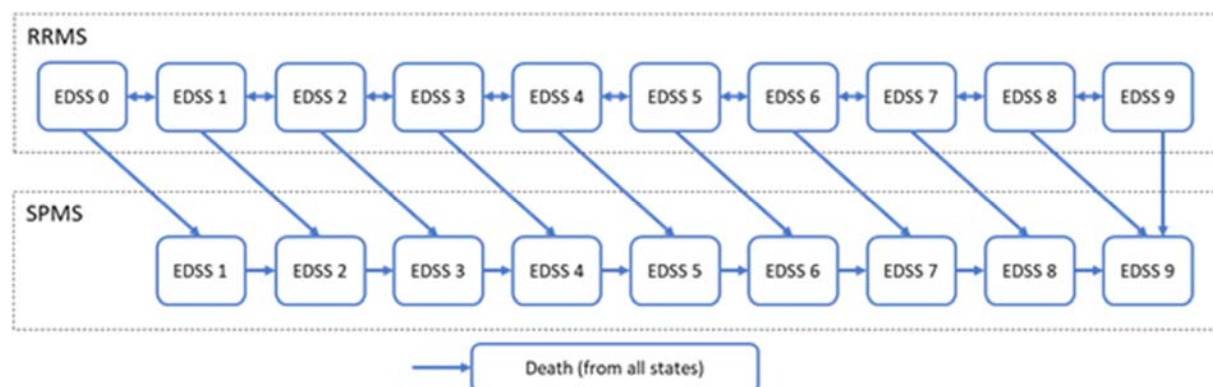 RRMS
EDSS 0 EDSS 1 EDSS 2 EDSS 3 EDSS 4 EDSS 5 EDSS 6 EDSS 7 EDSS 8 EDSS 9
SPMS
EDSS 1 EDSS 2 EDSS 3 EDSS 4 EDSS 5 EDSS 6 EDSS 7 EDSS 8 EDSS 9
Death (from all states)